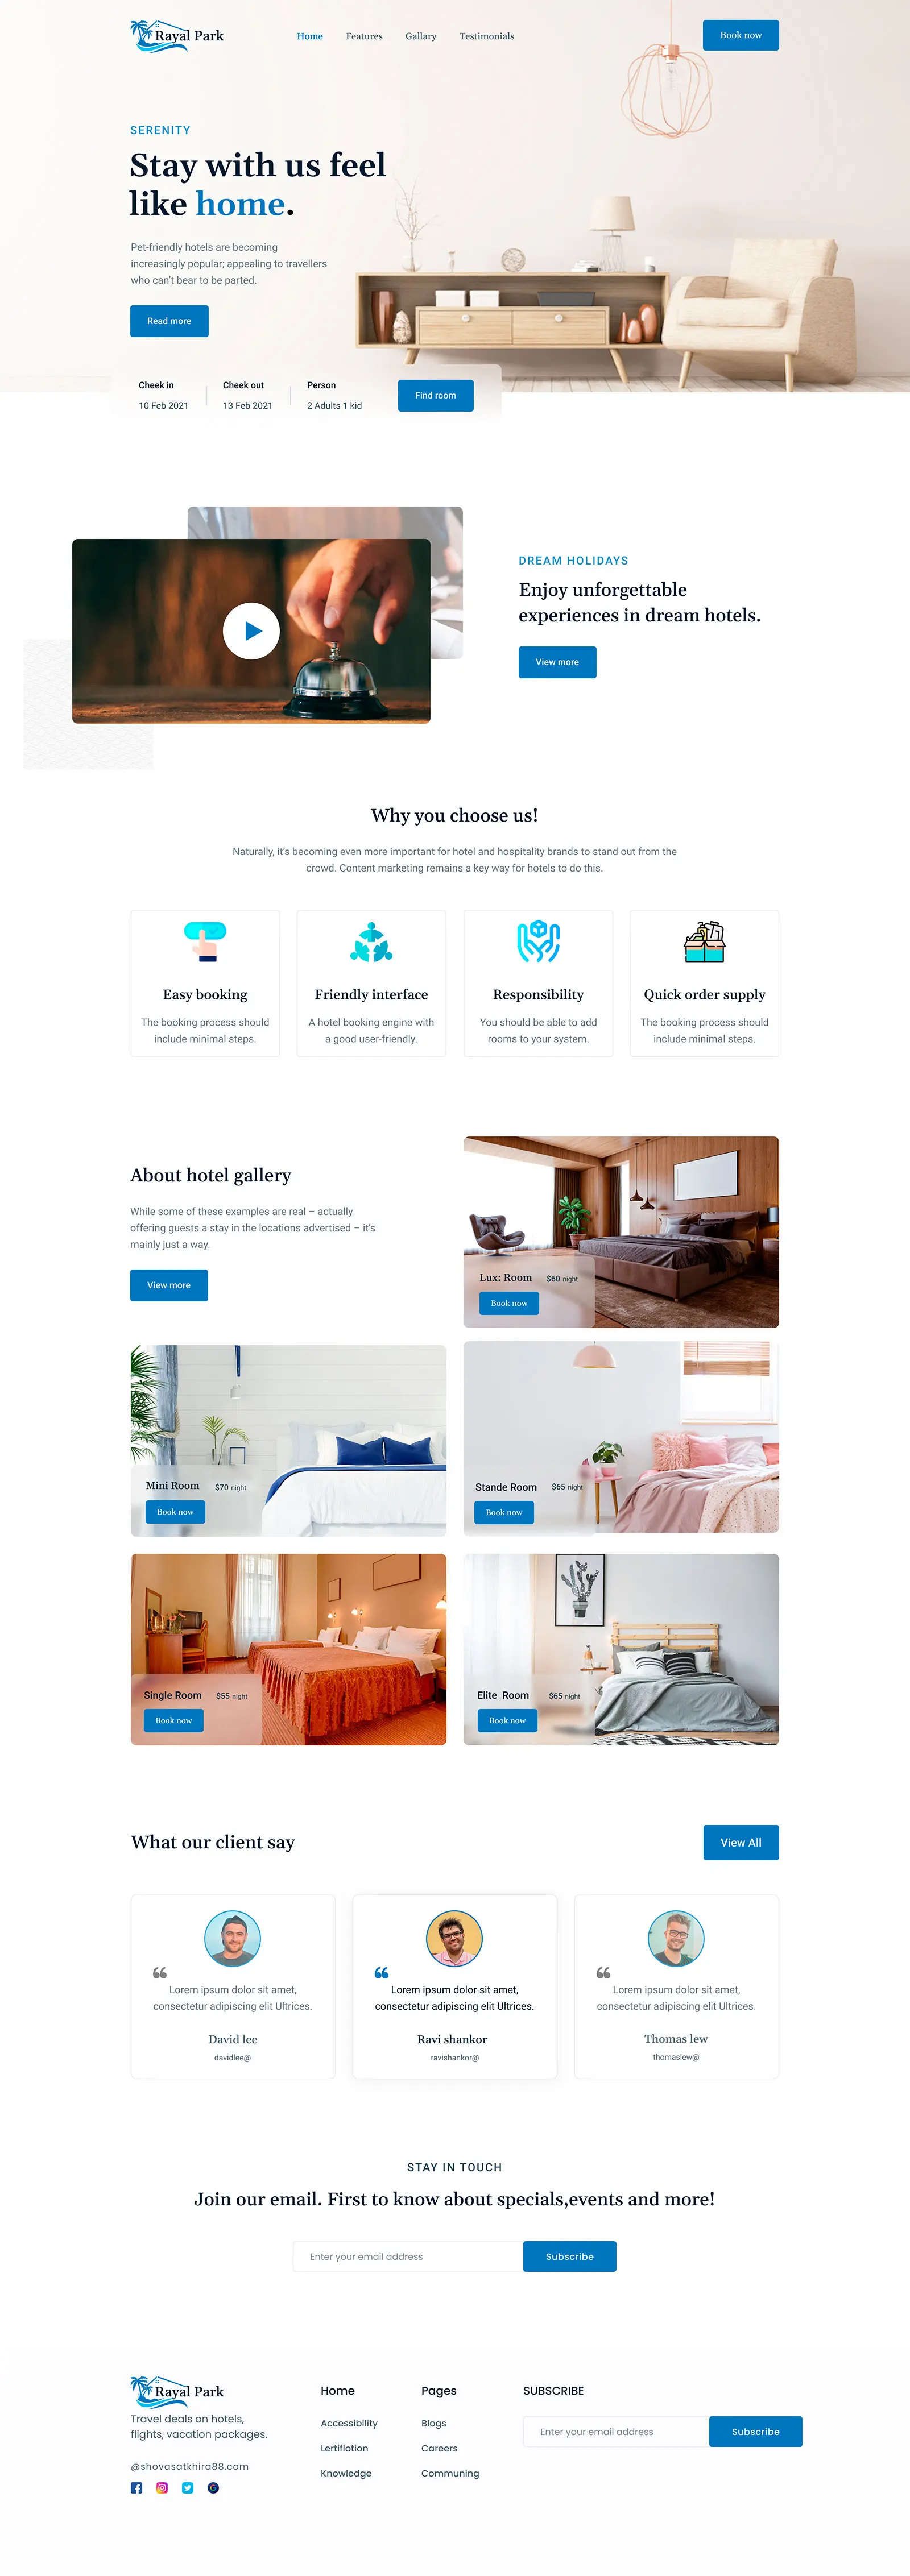 Rayal Park
Home Features Gallary Testimonials
Book now
SERENITY
Stay with us feel
like home.
Pet-friendly hotels are becoming
increasingly popular; appealing to travellers
who can't bear to be parted.
Read more
Cheek in Cheek out Person
10 Feb 2021 13 Feb 2021 2 Adults 1 kid
Find room
DREAM HOLIDAYS
Enjoy unforgettable
experiences in dream hotels.
View more
Why you choose us!
Naturally, it's becoming even more important for hotel and hospitality brands to stand out from the
crowd. Content marketing remains a key way for hotels to do this.
Easy booking
The booking process should
include minimal steps.
Friendly interface
A hotel booking engine with
a good user-friendly.
Responsibility
You should be able to add
rooms to your system.
Quick order supply
The booking process should
include minimal steps.
About hotel gallery
While some of these examples are real – actually
offering guests a stay in the locations advertised – it's
mainly just a way.
View more
Lux: Room $60 night
Book now
Mini Room $70 night
Book now
Stande Room $65 night
Book now
Single Room $55 night
Book now
Elite Room $65 night
Book now
What our client say
View All
Lorem ipsum dolor sit amet,
consectetur adipiscing elit Ultrices.
David lee
davidlee@
Lorem ipsum dolor sit amet,
consectetur adipiscing elit Ultrices.
Ravi shankor
ravishankor@
Lorem ipsum dolor sit amet,
consectetur adipiscing elit Ultrices.
Thomas lew
thomaslew@
STAY IN TOUCH
Join our email. First to know about specials,events and more!
Enter your email address
Subscribe
Rayal Park
Travel deals on hotels,
flights, vacation packages.
@shovasatkhira88.com
Home
Accessibility
Lertifiotion
Knowledge
Pages
Blogs
Careers
Communing
SUBSCRIBE
Enter your email address
Subscribe